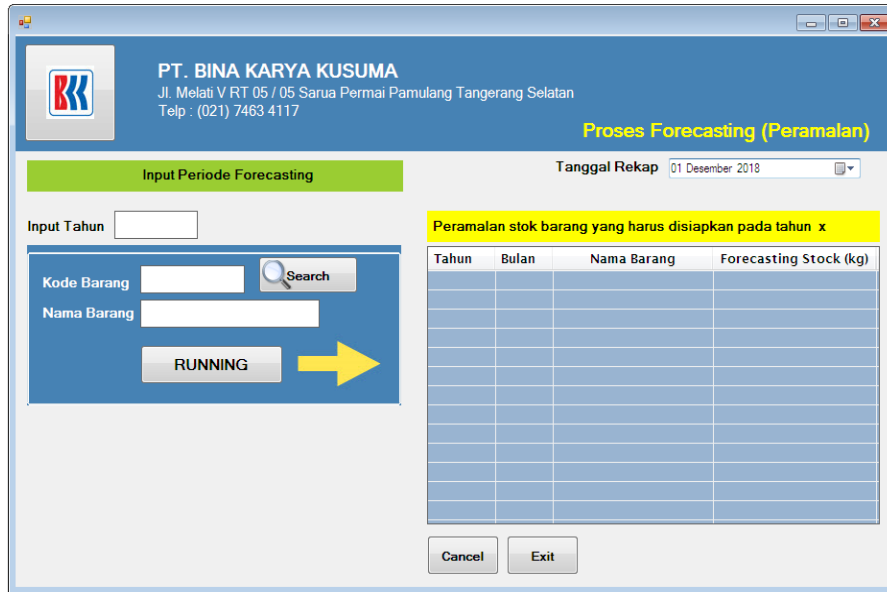 BKK
PT. BINA KARYA KUSUMA
Jl. Melati V RT 05 / 05 Sarua Permai Pamulang Tangerang Selatan
Telp : (021) 7463 4117
Proses Forecasting (Peramalan)
Input Periode Forecasting
Tanggal Rekap 01 Desember 2018
Input Tahun
Kode Barang
Search
Nama Barang
RUNNING
Peramalan stok barang yang harus disiapkan pada tahun x
Tahun Bulan Nama Barang Forecasting Stock (kg)
Cancel Exit